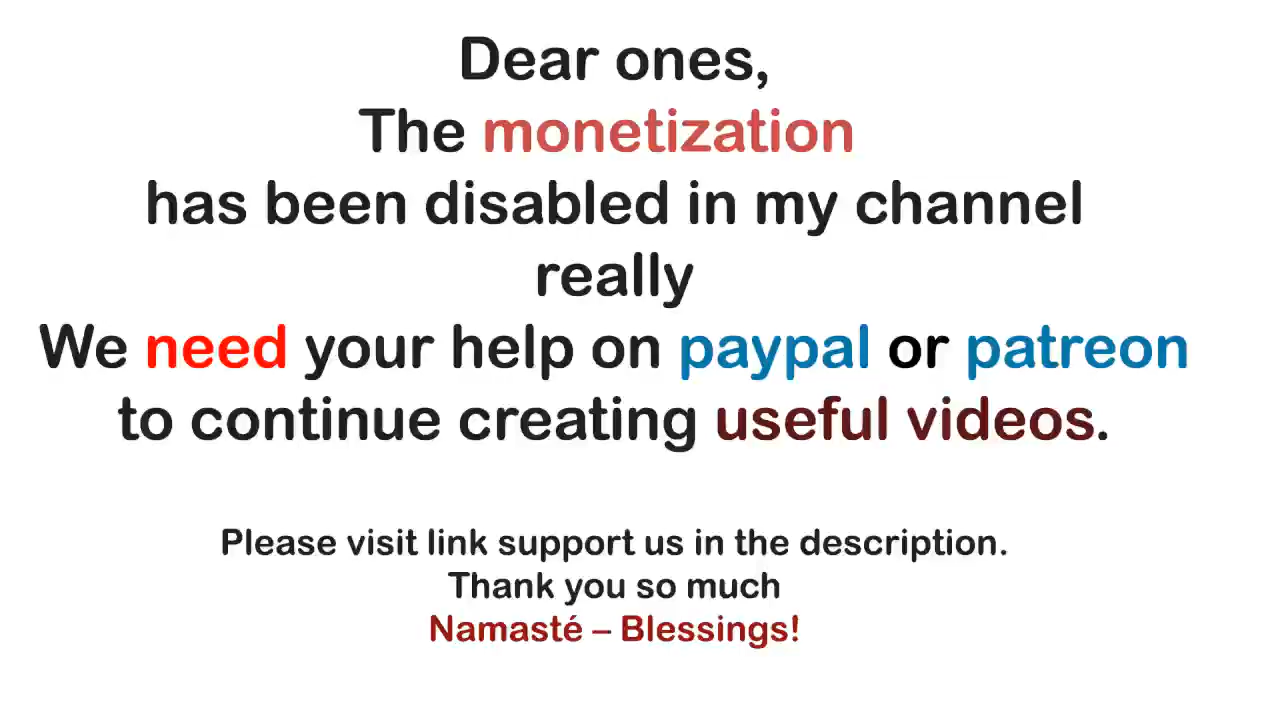 Dear ones,
The monetization
has been disabled in my channel
really
We need your help on paypal or patreon
to continue creating useful videos.
Please visit link support us in the description.
Thank you so much
Namasté – Blessings!